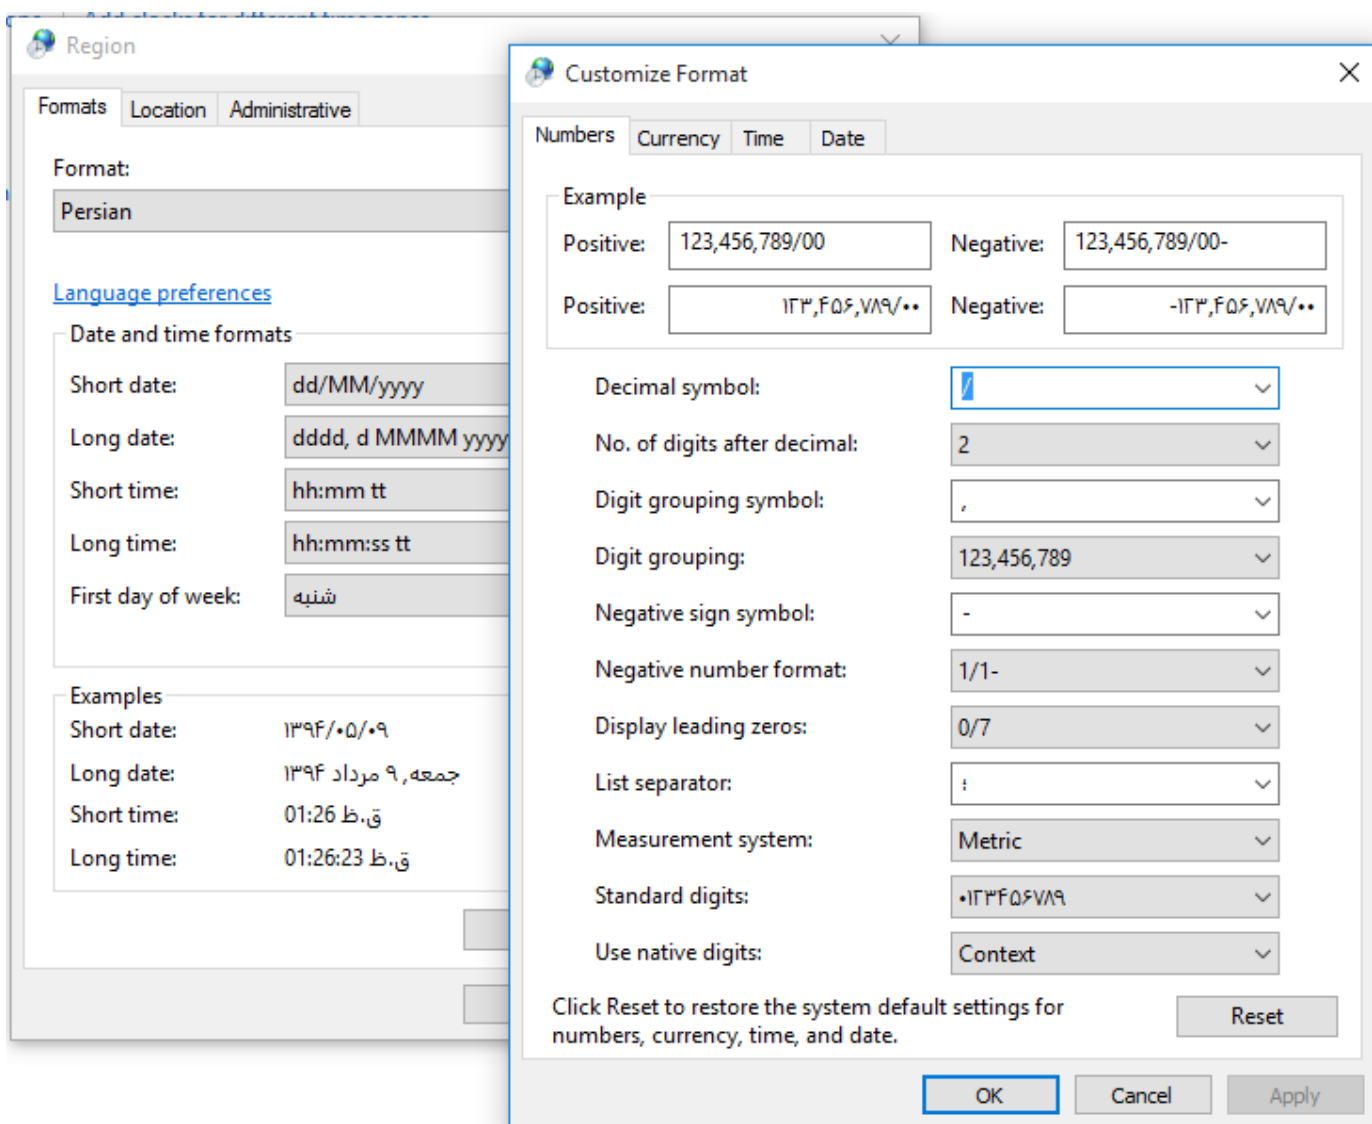 Add clocks for different time zones
Region
Formats
Location
Administrative
Format:
Persian
Language preferences
Date and time formats
Short date: dd/MM/yyyy
Long date: dddd, d MMMM yyyy
Short time: hh:mm tt
Long time: hh:mm:ss tt
First day of week: شنبه
Examples
Short date: ۱۳۹۴/۰۵/۰۹
Long date: جمعه, ۹ مرداد ۱۳۹۴
Short time: 01:26 ق.ظ
Long time: 01:26:23 ق.ظ
Customize Format
Numbers
Currency
Time
Date
Example
Positive: 123,456,789/00 Negative: 123,456,789/00-
Positive: ۱۲۳,۴۵۶,۷۸۹/۰۰ Negative: -۱۲۳,۴۵۶,۷۸۹/۰۰
Decimal symbol: /
No. of digits after decimal: 2
Digit grouping symbol: ,
Digit grouping: 123,456,789
Negative sign symbol: -
Negative number format: 1/1-
Display leading zeros: 0/7
List separator: ؛
Measurement system: Metric
Standard digits: ۰۱۲۳۴۵۶۷۸۹
Use native digits: Context
Click Reset to restore the system default settings for
numbers, currency, time, and date.
Reset
OK
Cancel
Apply